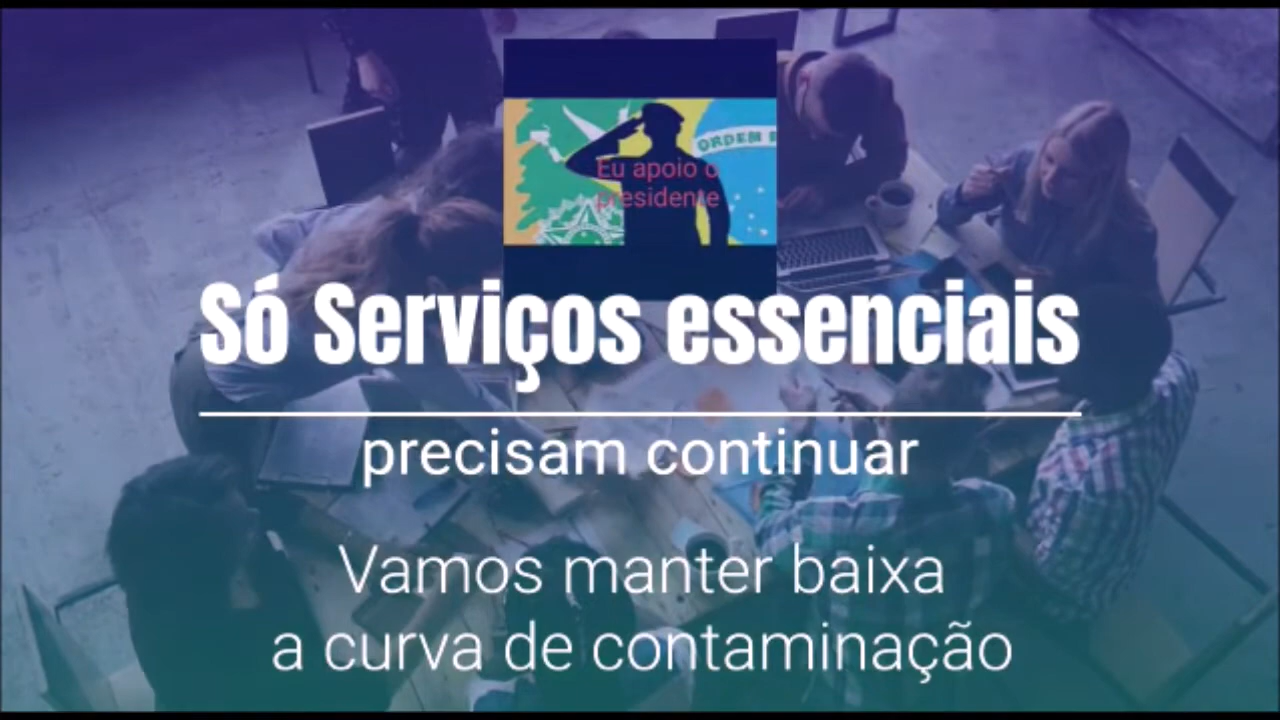 ORDEM E
Eu apoio o
presidente
Só Serviços essenciais
precisam continuar
Vamos manter baixa
a curva de contaminação